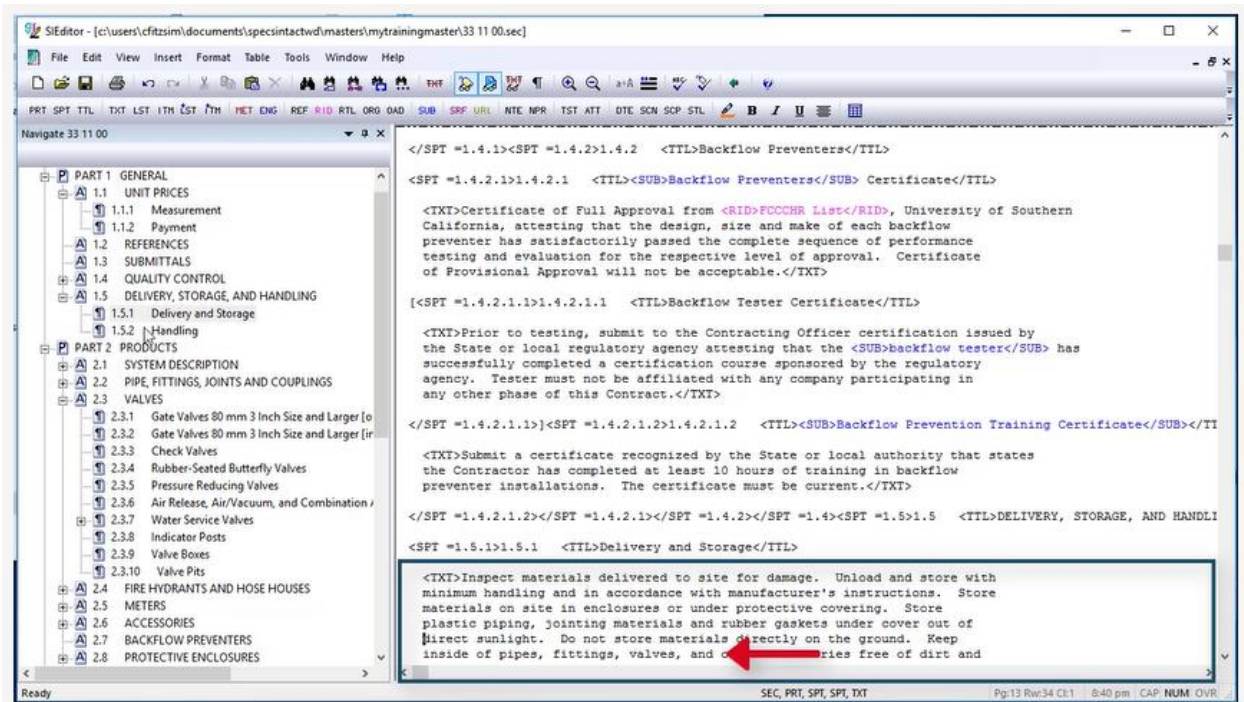 SIEditor - [c:\users\cfitzsim\documents\specsintactwd\masters\mytrainingmaster\33 11 00.sec]
File Edit View Insert Format Table Tools Window Help
PRT SPT TTL TXT LST ITM LST ITM MET ENG REF RID RTL ORG OAD SUB SRF URL NTE NPR TST ATT DTE SCN SCP STL B I U
Navigate 33 11 00
PART 1 GENERAL
1.1 UNIT PRICES
1.1.1 Measurement
1.1.2 Payment
1.2 REFERENCES
1.3 SUBMITTALS
1.4 QUALITY CONTROL
1.5 DELIVERY, STORAGE, AND HANDLING
1.5.1 Delivery and Storage
1.5.2 Handling
PART 2 PRODUCTS
2.1 SYSTEM DESCRIPTION
2.2 PIPE, FITTINGS, JOINTS AND COUPLINGS
2.3 VALVES
2.3.1 Gate Valves 80 mm 3 Inch Size and Larger [o
2.3.2 Gate Valves 80 mm 3 Inch Size and Larger [in
2.3.3 Check Valves
2.3.4 Rubber-Seated Butterfly Valves
2.3.5 Pressure Reducing Valves
2.3.6 Air Release, Air/Vacuum, and Combination
2.3.7 Water Service Valves
2.3.8 Indicator Posts
2.3.9 Valve Boxes
2.3.10 Valve Pits
2.4 FIRE HYDRANTS AND HOSE HOUSES
2.5 METERS
2.6 ACCESSORIES
2.7 BACKFLOW PREVENTERS
2.8 PROTECTIVE ENCLOSURES
</SPT =1.4.1><SPT =1.4.2>1.4.2 <TTL>Backflow Preventers</TTL>
<SPT =1.4.2.1>1.4.2.1 <TTL><SUB>Backflow Preventers</SUB> Certificate</TTL>
<TXT>Certificate of Full Approval from <RID>FCCCHR List</RID>, University of Southern
California, attesting that the design, size and make of each backflow
preventer has satisfactorily passed the complete sequence of performance
testing and evaluation for the respective level of approval. Certificate
of Provisional Approval will not be acceptable.</TXT>
[<SPT =1.4.2.1.1>1.4.2.1.1 <TTL>Backflow Tester Certificate</TTL>
<TXT>Prior to testing, submit to the Contracting Officer certification issued by
the State or local regulatory agency attesting that the <SUB>backflow tester</SUB> has
successfully completed a certification course sponsored by the regulatory
agency. Tester must not be affiliated with any company participating in
any other phase of this Contract.</TXT>
</SPT =1.4.2.1.1>]<SPT =1.4.2.1.2>1.4.2.1.2 <TTL><SUB>Backflow Prevention Training Certificate</SUB></TT
<TXT>Submit a certificate recognized by the State or local authority that states
the Contractor has completed at least 10 hours of training in backflow
preventer installations. The certificate must be current.</TXT>
</SPT =1.4.2.1.2></SPT =1.4.2.1></SPT =1.4.2></SPT =1.4><SPT =1.5>1.5 <TTL>DELIVERY, STORAGE, AND HANDLI
<SPT =1.5.1>1.5.1 <TTL>Delivery and Storage</TTL>
<TXT>Inspect materials delivered to site for damage. Unload and store with
minimum handling and in accordance with manufacturer's instructions. Store
materials on site in enclosures or under protective covering. Store
plastic piping, jointing materials and rubber gaskets under cover out of
direct sunlight. Do not store materials directly on the ground. Keep
inside of pipes, fittings, valves, and ries free of dirt and
Ready SEC, PRT, SPT, SPT, TXT Pg:13 Rw:34 Cl:1 8:40 pm CAP NUM OVR